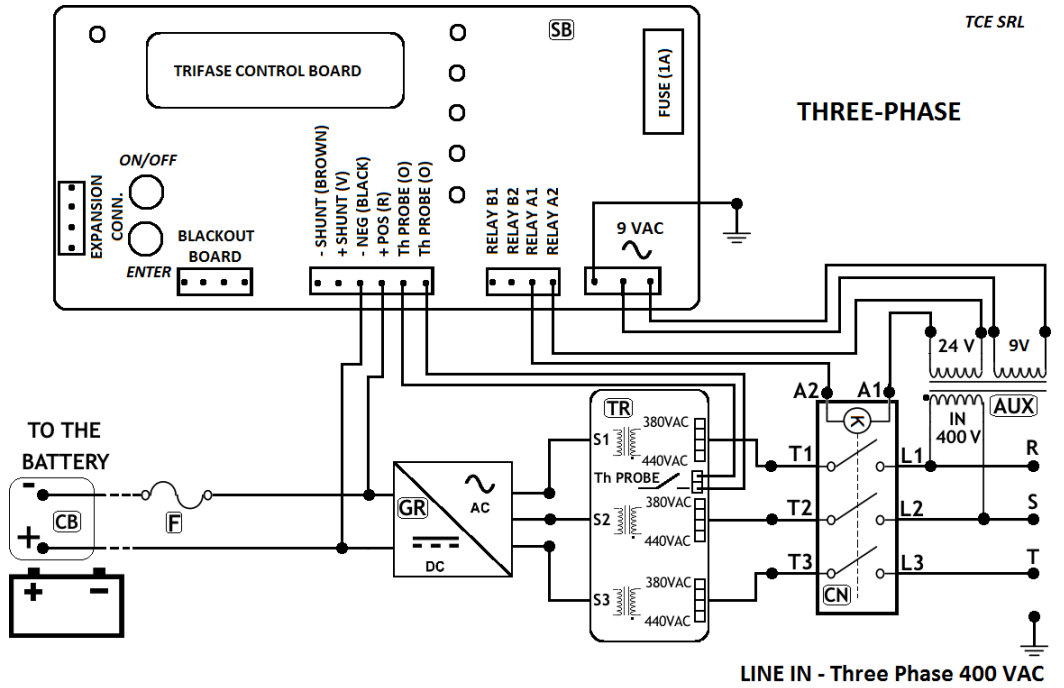 TCE SRL
SB
TRIFASE CONTROL BOARD
FUSE (1A)
THREE-PHASE
ON/OFF
EXPANSION
CONN.
ENTER
BLACKOUT
BOARD
- SHUNT (BROWN)
+ SHUNT (V)
- NEG (BLACK)
+ POS (R)
Th PROBE (O)
Th PROBE (O)
RELAY B1
RELAY B2
RELAY A1
RELAY A2
9 VAC
24 V
9V
AUX
IN
400 V
A2
A1
K
TR
380VAC
S1
440VAC
Th PROBE
380VAC
S2
440VAC
380VAC
S3
440VAC
T1
L1
R
T2
L2
S
T3
L3
T
CN
TO THE
BATTERY
-
CB
+
F
GR
AC
DC
+
-
LINE IN - Three Phase 400 VAC